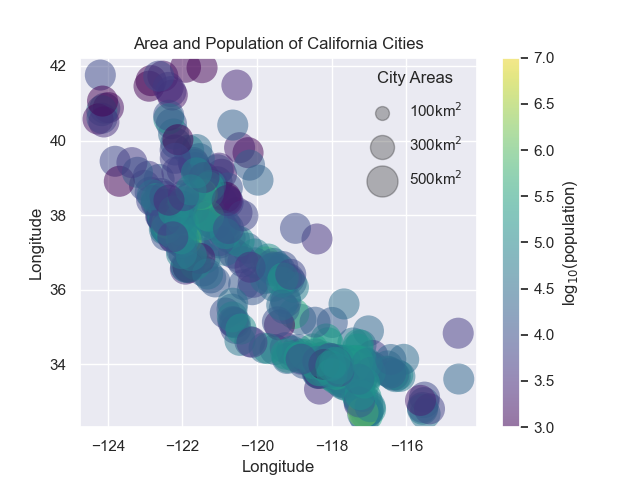 Area and Population of California Cities
42
40
38
36
34
Longitude
−124
−122
−120
−118
−116
Longitude
City Areas
100km²
300km²
500km²
7.0
6.5
6.0
5.5
5.0
4.5
4.0
3.5
3.0
log₁₀(population)